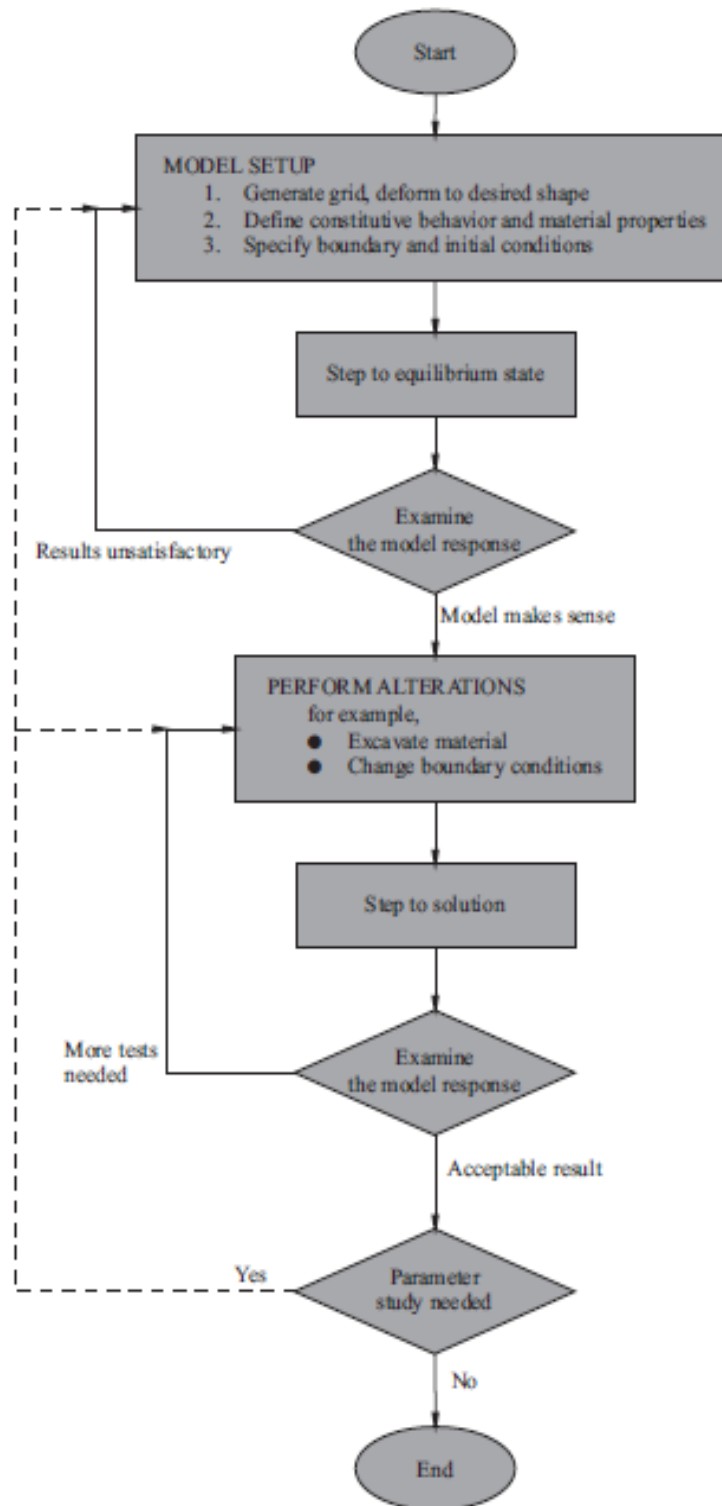 Start
MODEL SETUP
1. Generate grid, deform to desired shape
2. Define constitutive behavior and material properties
3. Specify boundary and initial conditions
Step to equilibrium state
Examine
the model response
Results unsatisfactory
Model makes sense
PERFORM ALTERATIONS
for example,
● Excavate material
● Change boundary conditions
Step to solution
Examine
the model response
More tests
needed
Acceptable result
Parameter
study needed
Yes
No
End